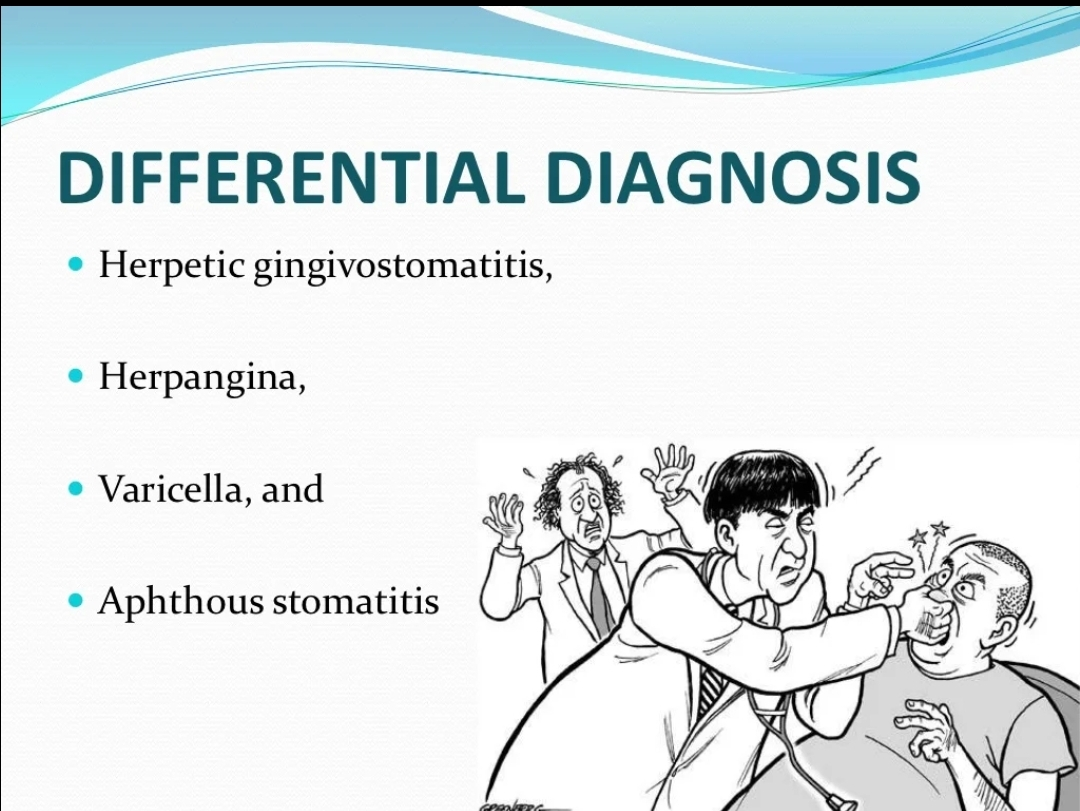 DIFFERENTIAL DIAGNOSIS
Herpetic gingivostomatitis,
Herpangina,
Varicella, and
Aphthous stomatitis